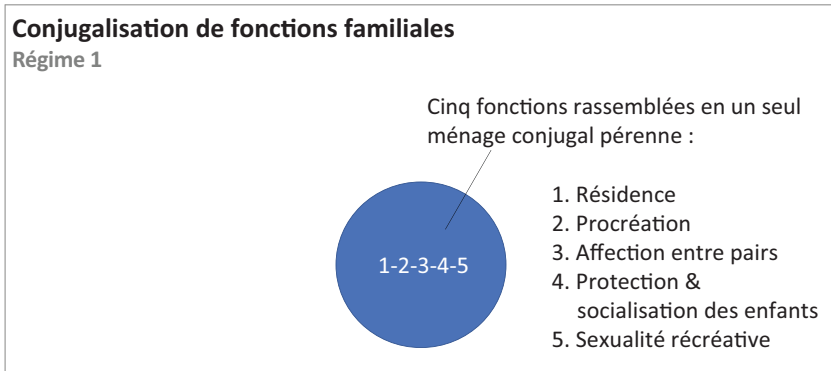 Conjugalisation de fonctions familiales
Régime 1
Cinq fonctions rassemblées en un seul
ménage conjugal pérenne :
1-2-3-4-5
1. Résidence
2. Procréation
3. Affection entre pairs
4. Protection &
socialisation des enfants
5. Sexualité récréative